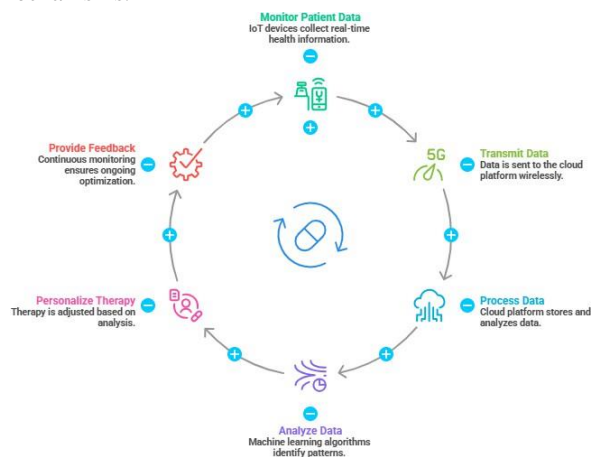 Monitor Patient Data
IoT devices collect real-time
health information.
5G
Transmit Data
Data is sent to the cloud
platform wirelessly.
Process Data
Cloud platform stores and
analyzes data.
Analyze Data
Machine learning algorithms
identify patterns.
Personalize Therapy
Therapy is adjusted based on
analysis.
Provide Feedback
Continuous monitoring
ensures ongoing
optimization.